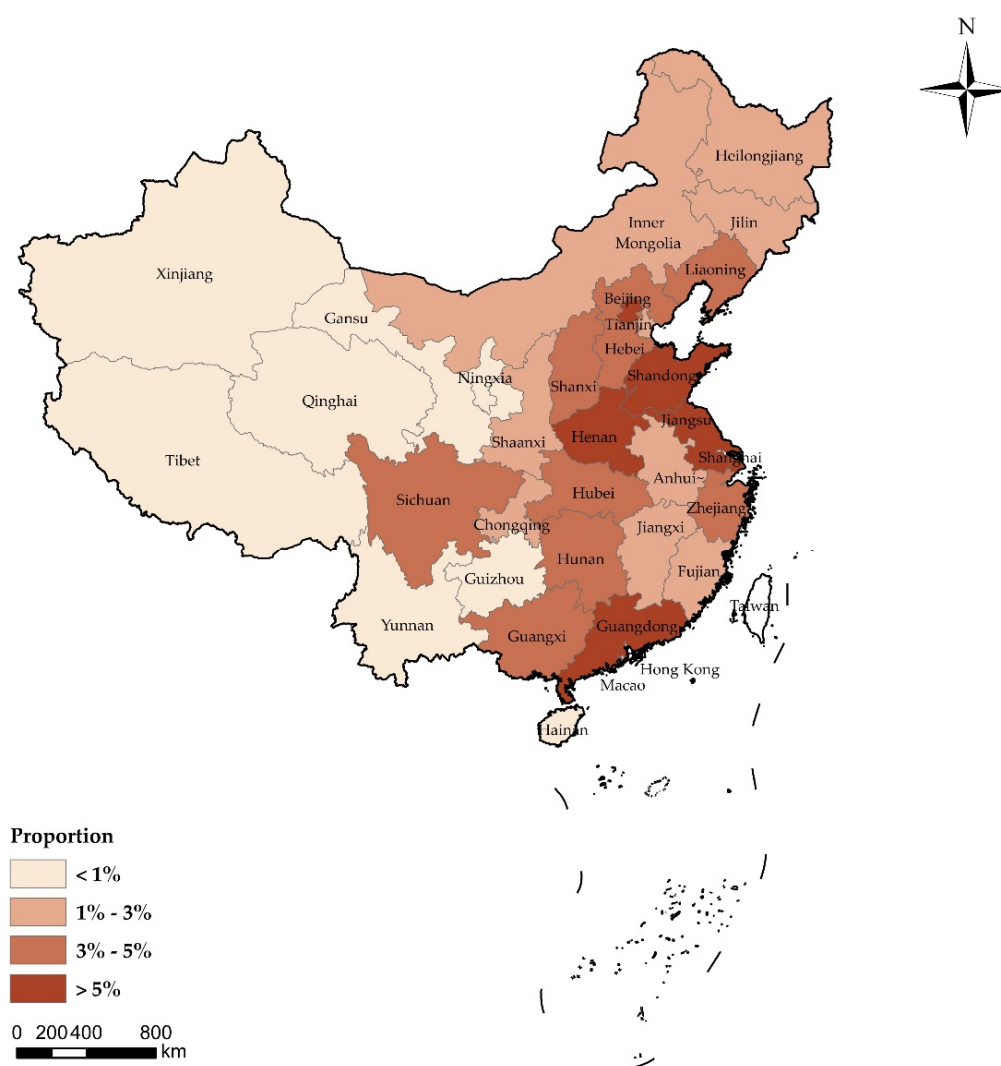 N
Heilongjiang
Jilin
Inner
Mongolia
Liaoning
Xinjiang
Beijing
Gansu
Tianjin
Hebei
Ningxia
Shanxi
Shandong
Qinghai
Jiangsu
Henan
Shaanxi
Shanghai
Tibet
Anhui~
Sichuan
Hubei
Zhejiang
Chongqing
Jiangxi
Hunan
Fujian
Guizhou
Taiwan
Yunnan
Guangxi
Guangdong
Hong Kong
Macao
Hainan
Proportion
< 1%
1% - 3%
3% - 5%
> 5%
0 200 400 800
km